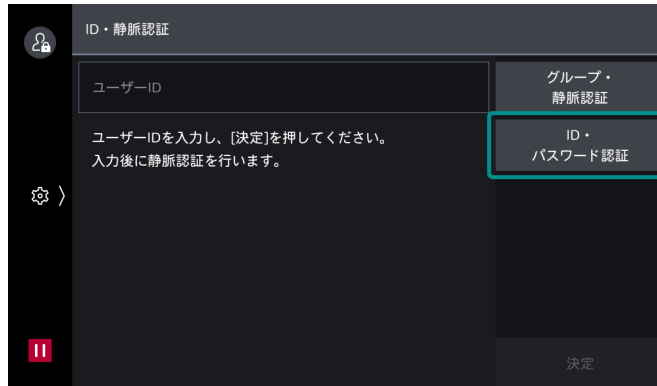 ID・静脈認証
ユーザーID
グループ・
静脈認証
ユーザーIDを入力し、[決定]を押してください。
入力後に静脈認証を行います。
ID・
パスワード認証
決定